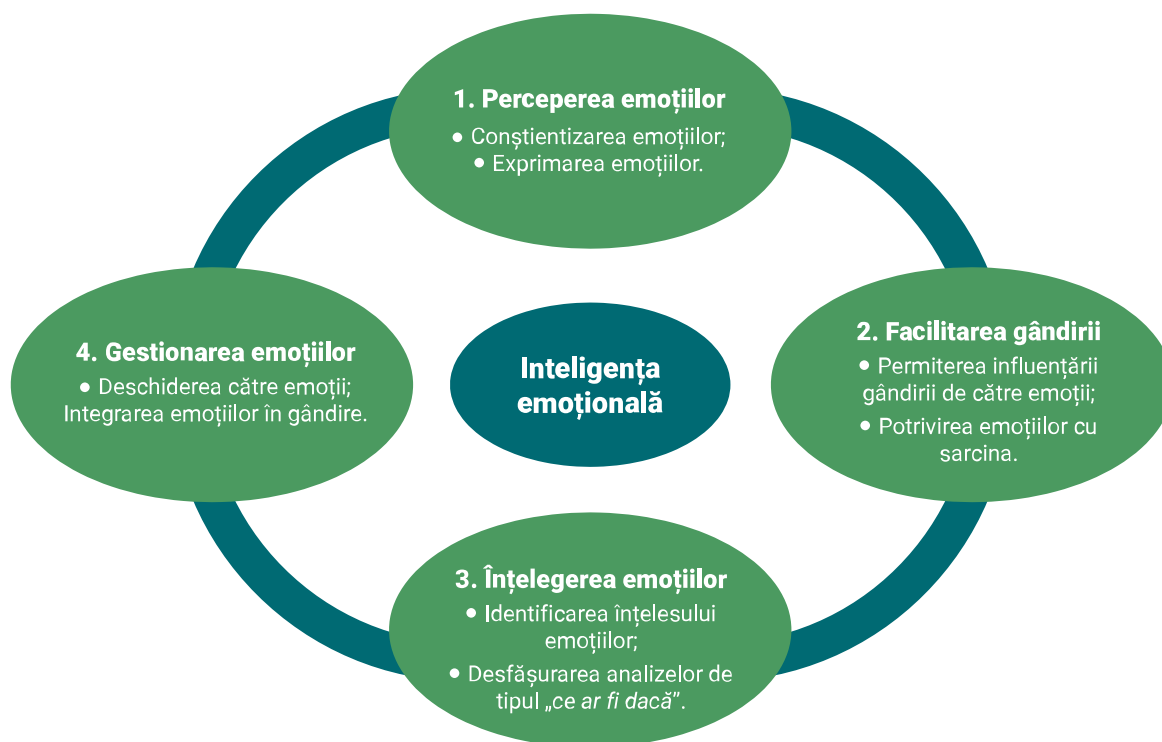 1. Perceperea emoțiilor
● Conștientizarea emoțiilor;
● Exprimarea emoțiilor.
2. Facilitarea gândirii
● Permiterea influențării
gândirii de către emoții;
● Potrivirea emoțiilor cu
sarcina.
3. Înțelegerea emoțiilor
● Identificarea înțelesului
emoțiilor;
● Desfășurarea analizelor de
tipul „ce ar fi dacă”.
4. Gestionarea emoțiilor
● Deschiderea către emoții;
Integrarea emoțiilor în gândire.
Inteligența
emoțională